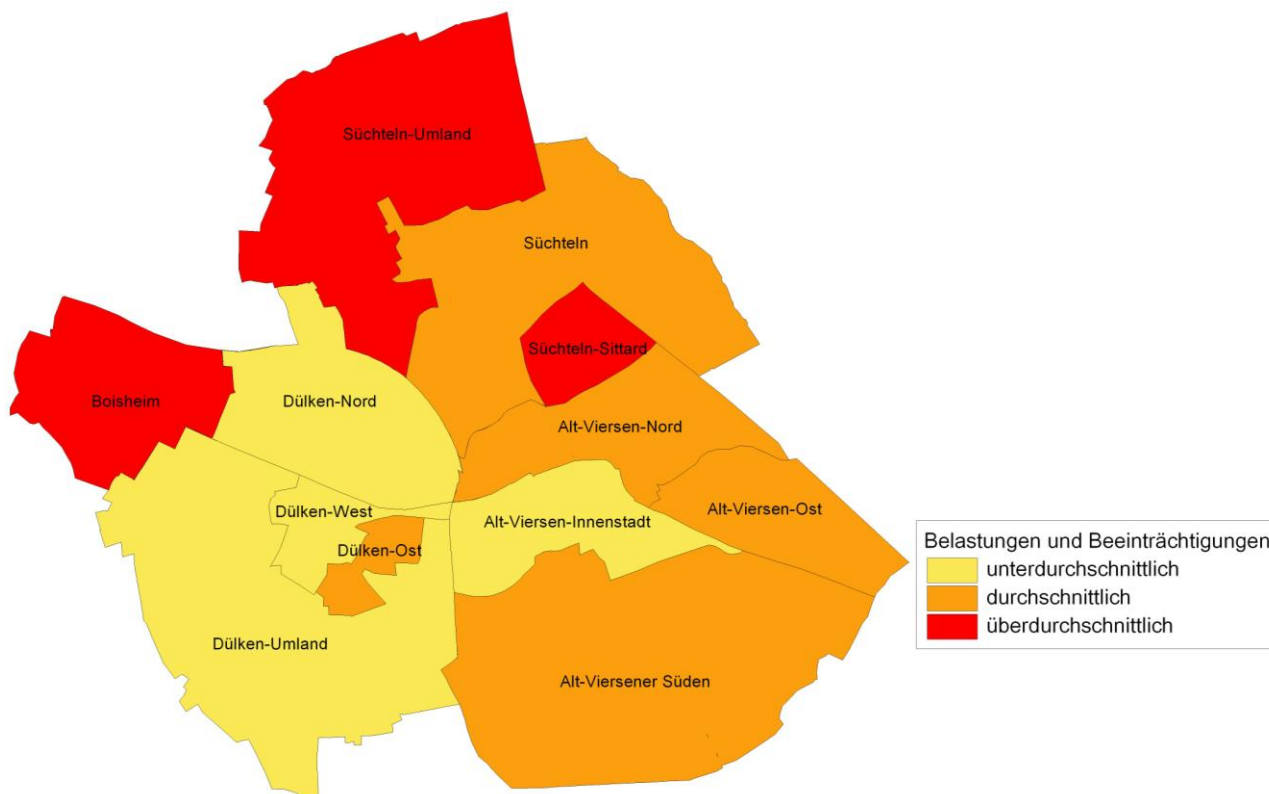 Süchteln-Umland
Süchteln
Süchteln-Sittard
Boisheim
Dülken-Nord
Alt-Viersen-Nord
Dülken-West
Alt-Viersen-Innenstadt
Alt-Viersen-Ost
Dülken-Ost
Dülken-Umland
Alt-Viersener Süden
Belastungen und Beeinträchtigungen
unterdurchschnittlich
durchschnittlich
überdurchschnittlich